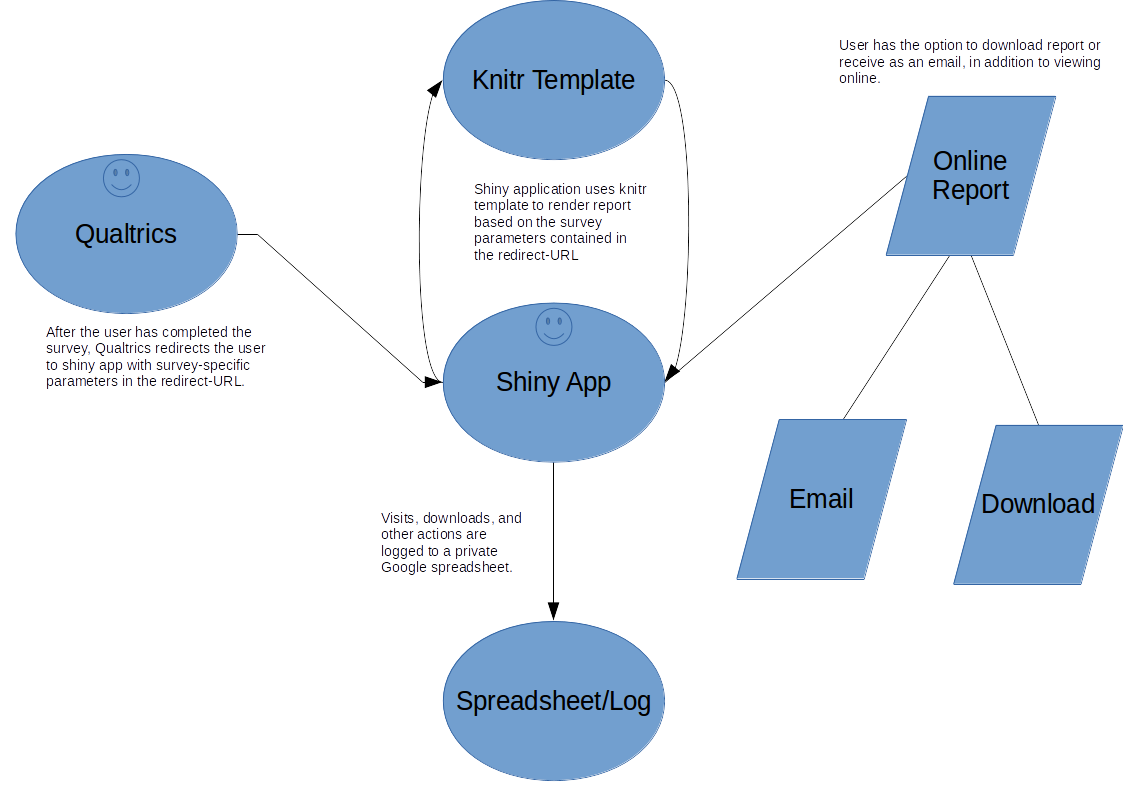 Knitr Template
User has the option to download report or
receive as an email, in addition to viewing
online.
Online
Report
Qualtrics
Shiny application uses knitr
template to render report
based on the survey
parameters contained in
the redirect-URL
After the user has completed the
survey, Qualtrics redirects the user
to shiny app with survey-specific
parameters in the redirect-URL.
Shiny App
Email
Download
Visits, downloads, and
other actions are
logged to a private
Google spreadsheet.
Spreadsheet/Log